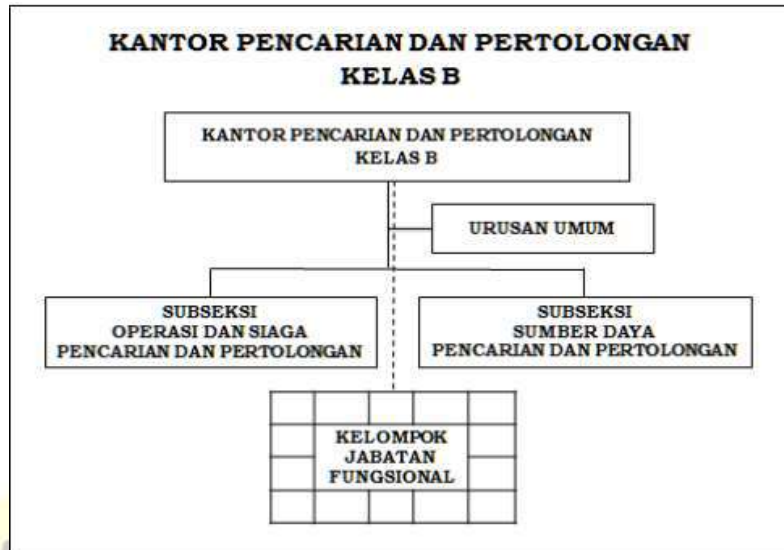 KANTOR PENCARIAN DAN PERTOLONGAN
KELAS B
KANTOR PENCARIAN DAN PERTOLONGAN
KELAS B
URUSAN UMUM
SUBSEKSI
OPERASI DAN SIAGA
PENCARIAN DAN PERTOLONGAN
SUBSEKSI
SUMBER DAYA
PENCARIAN DAN PERTOLONGAN
KELOMPOK
JABATAN
FUNGSIONAL